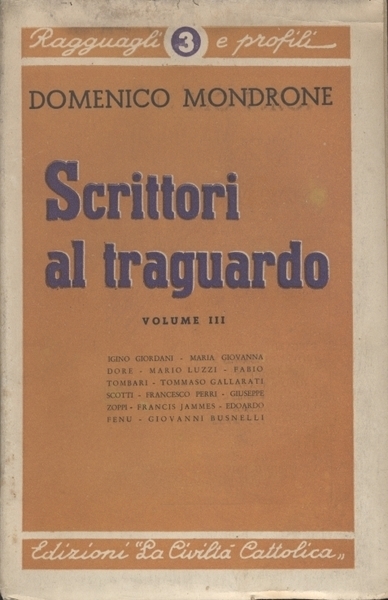 Ragguagli 3 e profili
DOMENICO MONDRONE
Scrittori
al traguardo
VOLUME III
IGINO GIORDANI - MARIA GIOVANNA
DORE - MARIO LUZZI - FABIO
TOMBARI - TOMMASO GALLARATI
SCOTTI - FRANCESCO PERRI - GIUSEPPE
ZOPPI - FRANCIS JAMMES - EDOARDO
FENU - GIOVANNI BUSNELLI
Edizioni "La Civiltà Cattolica"